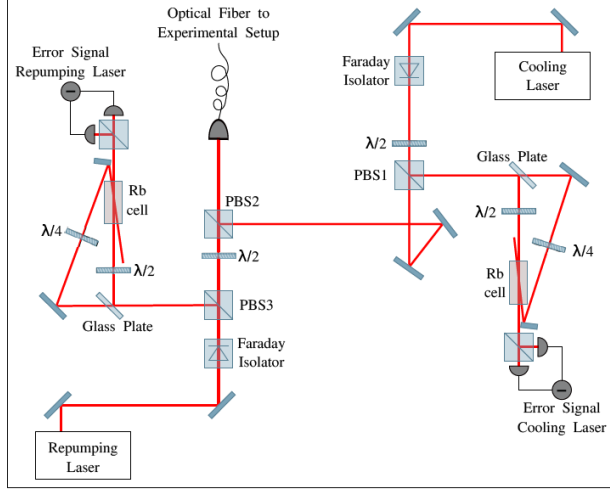 Optical Fiber to
Experimental Setup
Error Signal
Repumping Laser
Faraday
Isolator
Cooling
Laser
λ/2
Glass Plate
PBS1
Rb
cell
PBS2
λ/2
λ/4
λ/4
λ/2
λ/2
Rb
cell
PBS3
Glass Plate
Faraday
Isolator
Error Signal
Cooling Laser
Repumping
Laser